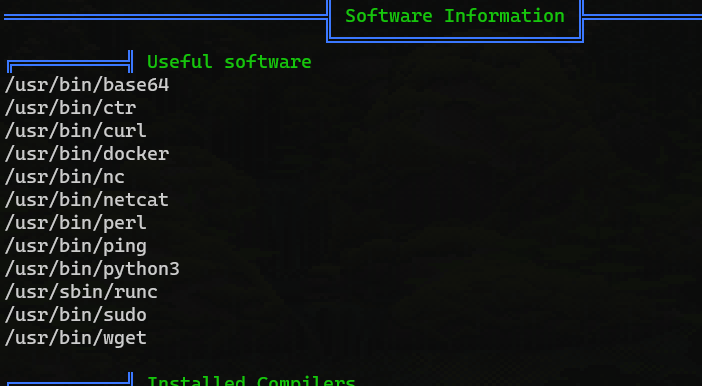 Software Information
Useful software
/usr/bin/base64
/usr/bin/ctr
/usr/bin/curl
/usr/bin/docker
/usr/bin/nc
/usr/bin/netcat
/usr/bin/perl
/usr/bin/ping
/usr/bin/python3
/usr/sbin/runc
/usr/bin/sudo
/usr/bin/wget
Installed Compilers